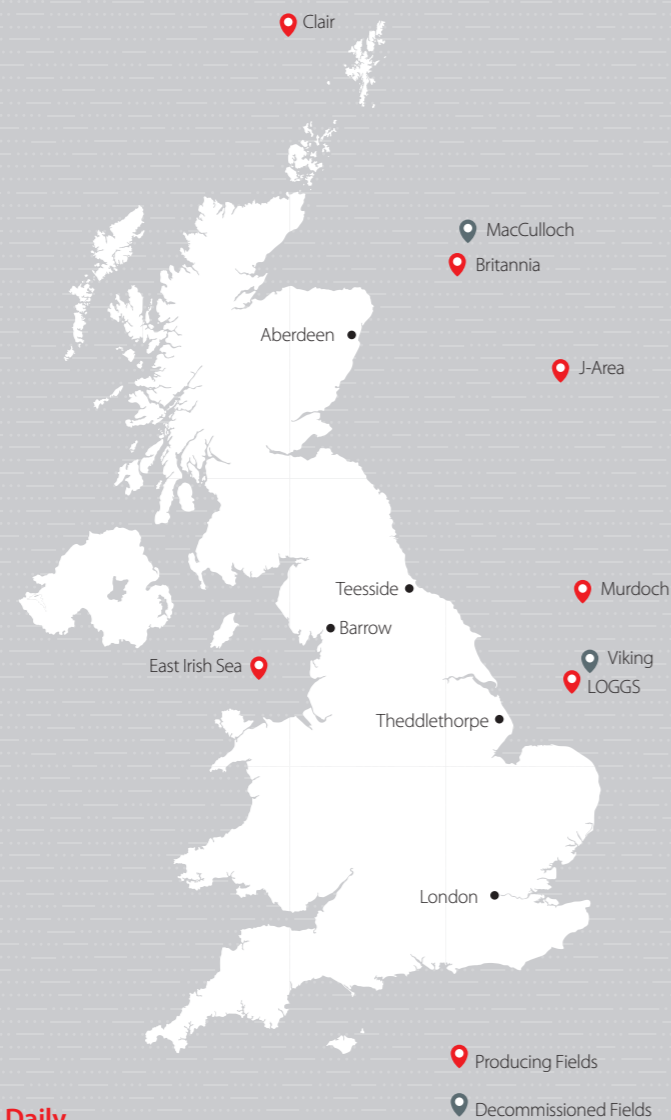 Clair
MacCulloch
Britannia
Aberdeen
J-Area
Teesside
Murdoch
Barrow
Viking
East Irish Sea
LOGGS
Theddlethorpe
London
Producing Fields
Decommissioned Fields
Daily